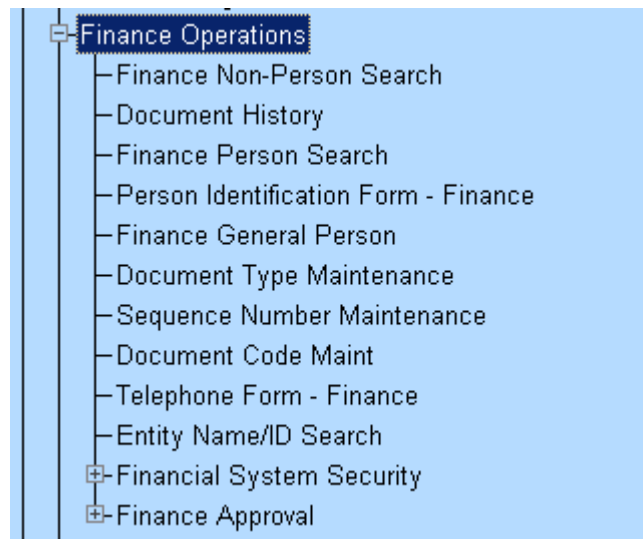 Finance Operations
Finance Non-Person Search
Document History
Finance Person Search
Person Identification Form - Finance
Finance General Person
Document Type Maintenance
Sequence Number Maintenance
Document Code Maint
Telephone Form - Finance
Entity Name/ID Search
Financial System Security
Finance Approval